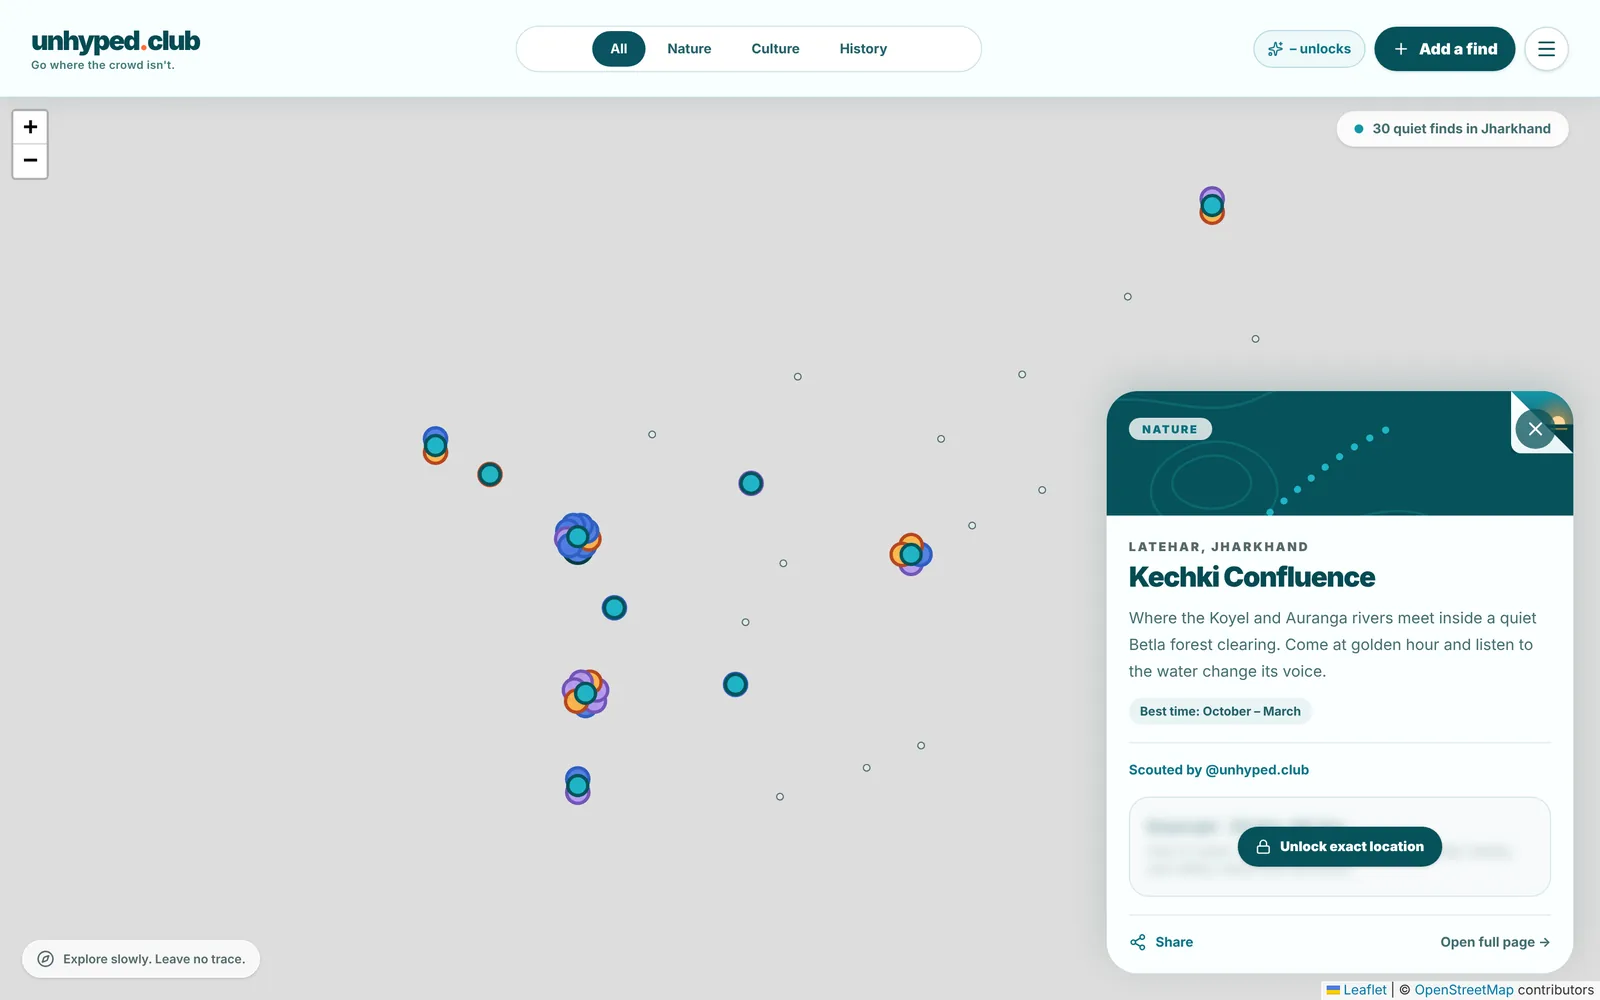 unhyped.club
Go where the crowd isn't.
All
Nature
Culture
History
– unlocks
+ Add a find
+
−
30 quiet finds in Jharkhand
NATURE
LATEHAR, JHARKHAND
Kechki Confluence
Where the Koyel and Auranga rivers meet inside a quiet
Betla forest clearing. Come at golden hour and listen to
the water change its voice.
Best time: October – March
Scouted by @unhyped.club
Unlock exact location
Share
Open full page →
Explore slowly. Leave no trace.
Leaflet | © OpenStreetMap contributors